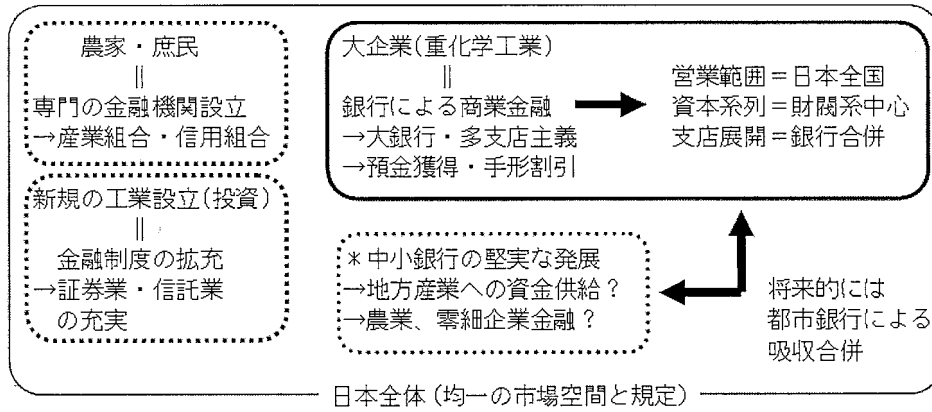 農家・庶民
||
専門の金融機関設立
→産業組合・信用組合
新規の工業設立(投資)
||
金融制度の拡充
→証券業・信託業
の充実
大企業(重化学工業)
||
銀行による商業金融
→大銀行・多支店主義
→預金獲得・手形割引
営業範囲=日本全国
資本系列=財閥系中心
支店展開=銀行合併
*中小銀行の堅実な発展
→地方産業への資金供給?
→農業、零細企業金融?
将来的には
都市銀行による
吸収合併
日本全体(均一の市場空間と規定)